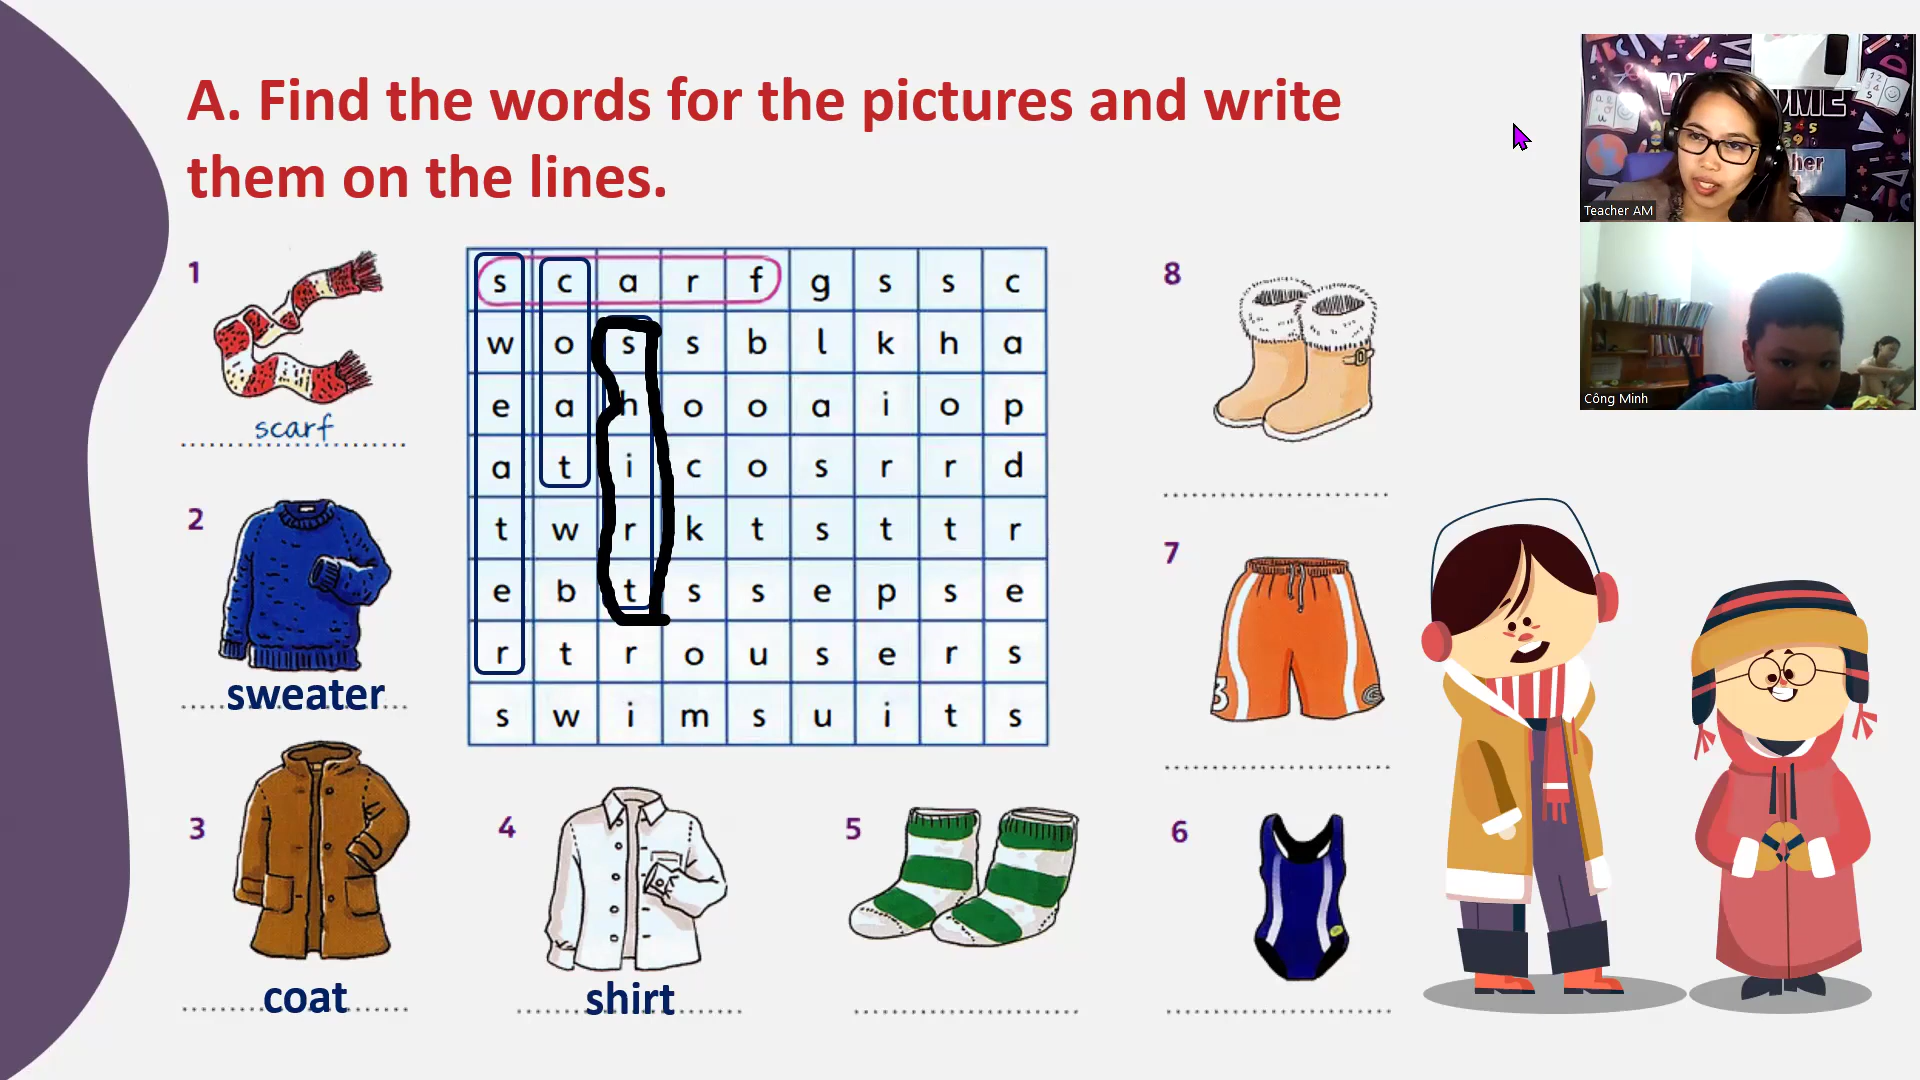 A. Find the words for the pictures and write
them on the lines.
1
scarf
2
sweater
3
coat
s c a r f g s s c
w o s s b l k h a
e a h o o a i o p
a t i c o s r r d
t w r k t s t t r
e b t s s e p s e
r t r o u s e r s
s w i m s u i t s
4
shirt
5
8
7
3
6
Teacher AM
Công Minh